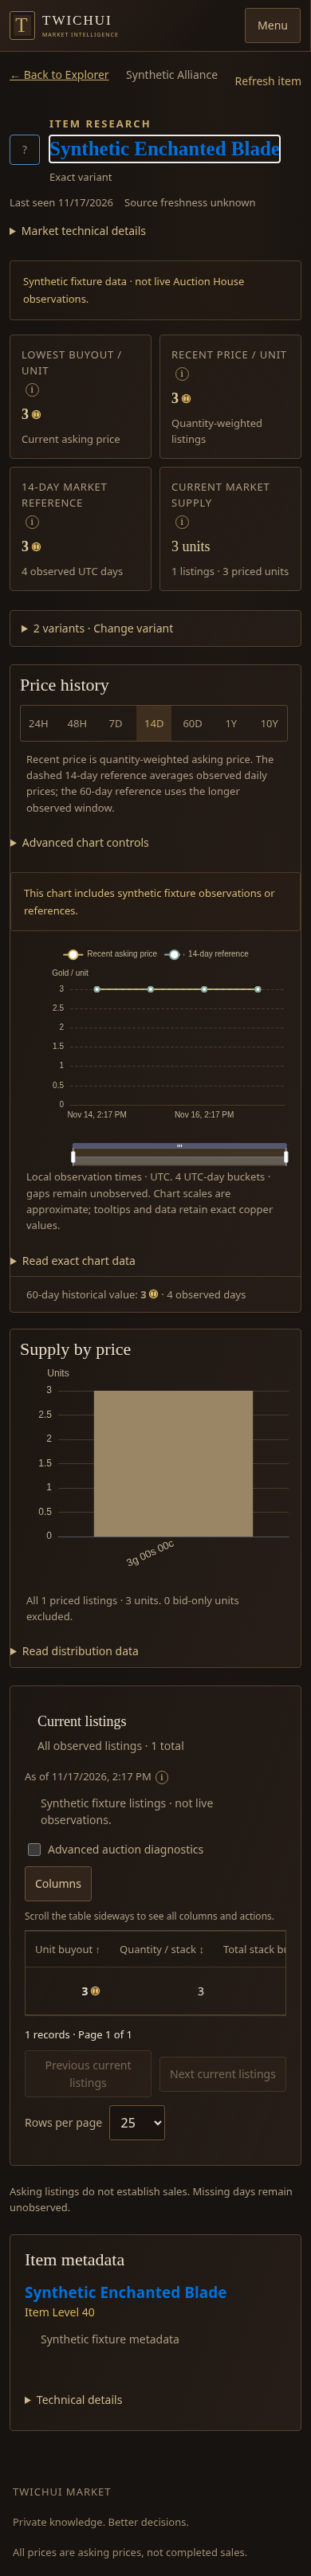 T
TWICHUI
MARKET INTELLIGENCE
Menu
← Back to Explorer
Synthetic Alliance
Refresh item
ITEM RESEARCH
?
Synthetic Enchanted Blade
Exact variant
Last seen 11/17/2026 Source freshness unknown
▶ Market technical details
Synthetic fixture data · not live Auction House
observations.
LOWEST BUYOUT /
UNIT
i
3
Current asking price
RECENT PRICE / UNIT
i
3
Quantity-weighted
listings
14-DAY MARKET
REFERENCE
i
3
4 observed UTC days
CURRENT MARKET
SUPPLY
i
3 units
1 listings · 3 priced units
▶ 2 variants · Change variant
Price history
24H 48H 7D 14D 60D 1Y 10Y
Recent price is quantity-weighted asking price. The
dashed 14-day reference averages observed daily
prices; the 60-day reference uses the longer
observed window.
▶ Advanced chart controls
This chart includes synthetic fixture observations or
references.
Recent asking price 14-day reference
Gold / unit
3
2.5
2
1.5
1
0.5
0
Nov 14, 2:17 PM Nov 16, 2:17 PM
Local observation times · UTC. 4 UTC-day buckets ·
gaps remain unobserved. Chart scales are
approximate; tooltips and data retain exact copper
values.
▶ Read exact chart data
60-day historical value: 3 · 4 observed days
Supply by price
Units
3
2.5
2
1.5
1
0.5
0
3g 00s 00c
All 1 priced listings · 3 units. 0 bid-only units
excluded.
▶ Read distribution data
Current listings
All observed listings · 1 total
As of 11/17/2026, 2:17 PM i
Synthetic fixture listings · not live
observations.
Advanced auction diagnostics
Columns
Scroll the table sideways to see all columns and actions.
Unit buyout ↑ Quantity / stack ↕ Total stack bu
3 3
1 records · Page 1 of 1
Previous current
listings
Next current listings
Rows per page 25
Asking listings do not establish sales. Missing days remain
unobserved.
Item metadata
Synthetic Enchanted Blade
Item Level 40
Synthetic fixture metadata
▶ Technical details
TWICHUI MARKET
Private knowledge. Better decisions.
All prices are asking prices, not completed sales.